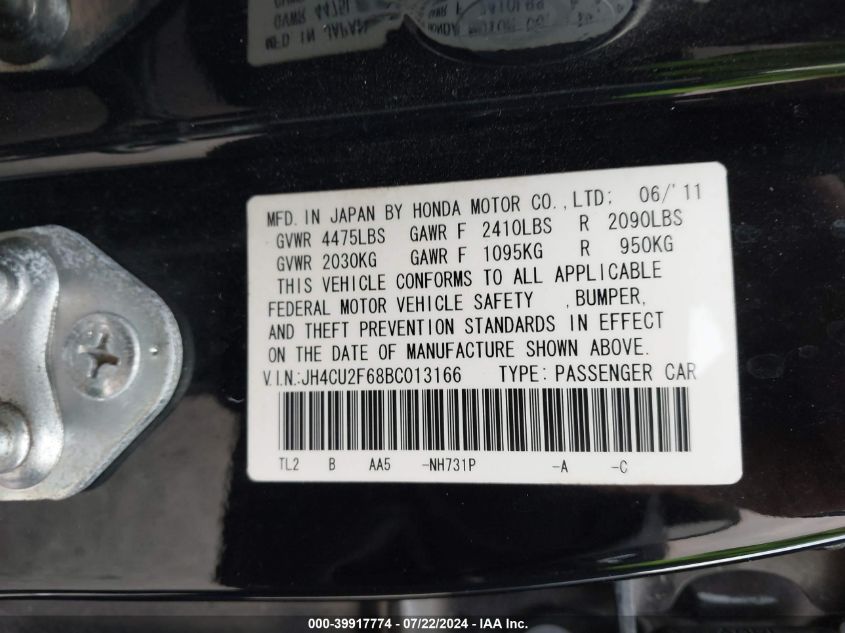 MFD. IN JAPAN BY HONDA MOTOR CO.,LTD; 06/'11
GVWR 4475LBS GAWR F 2410LBS R 2090LBS
GVWR 2030KG GAWR F 1095KG R 950KG
THIS VEHICLE CONFORMS TO ALL APPLICABLE
FEDERAL MOTOR VEHICLE SAFETY ,BUMPER,
AND THEFT PREVENTION STANDARDS IN EFFECT
ON THE DATE OF MANUFACTURE SHOWN ABOVE.
V.I.N.:JH4CU2F68BC013166 TYPE: PASSENGER CAR
TL2 B AA5 -NH731P -A -C
000-39917774 - 07/22/2024 - IAA Inc.